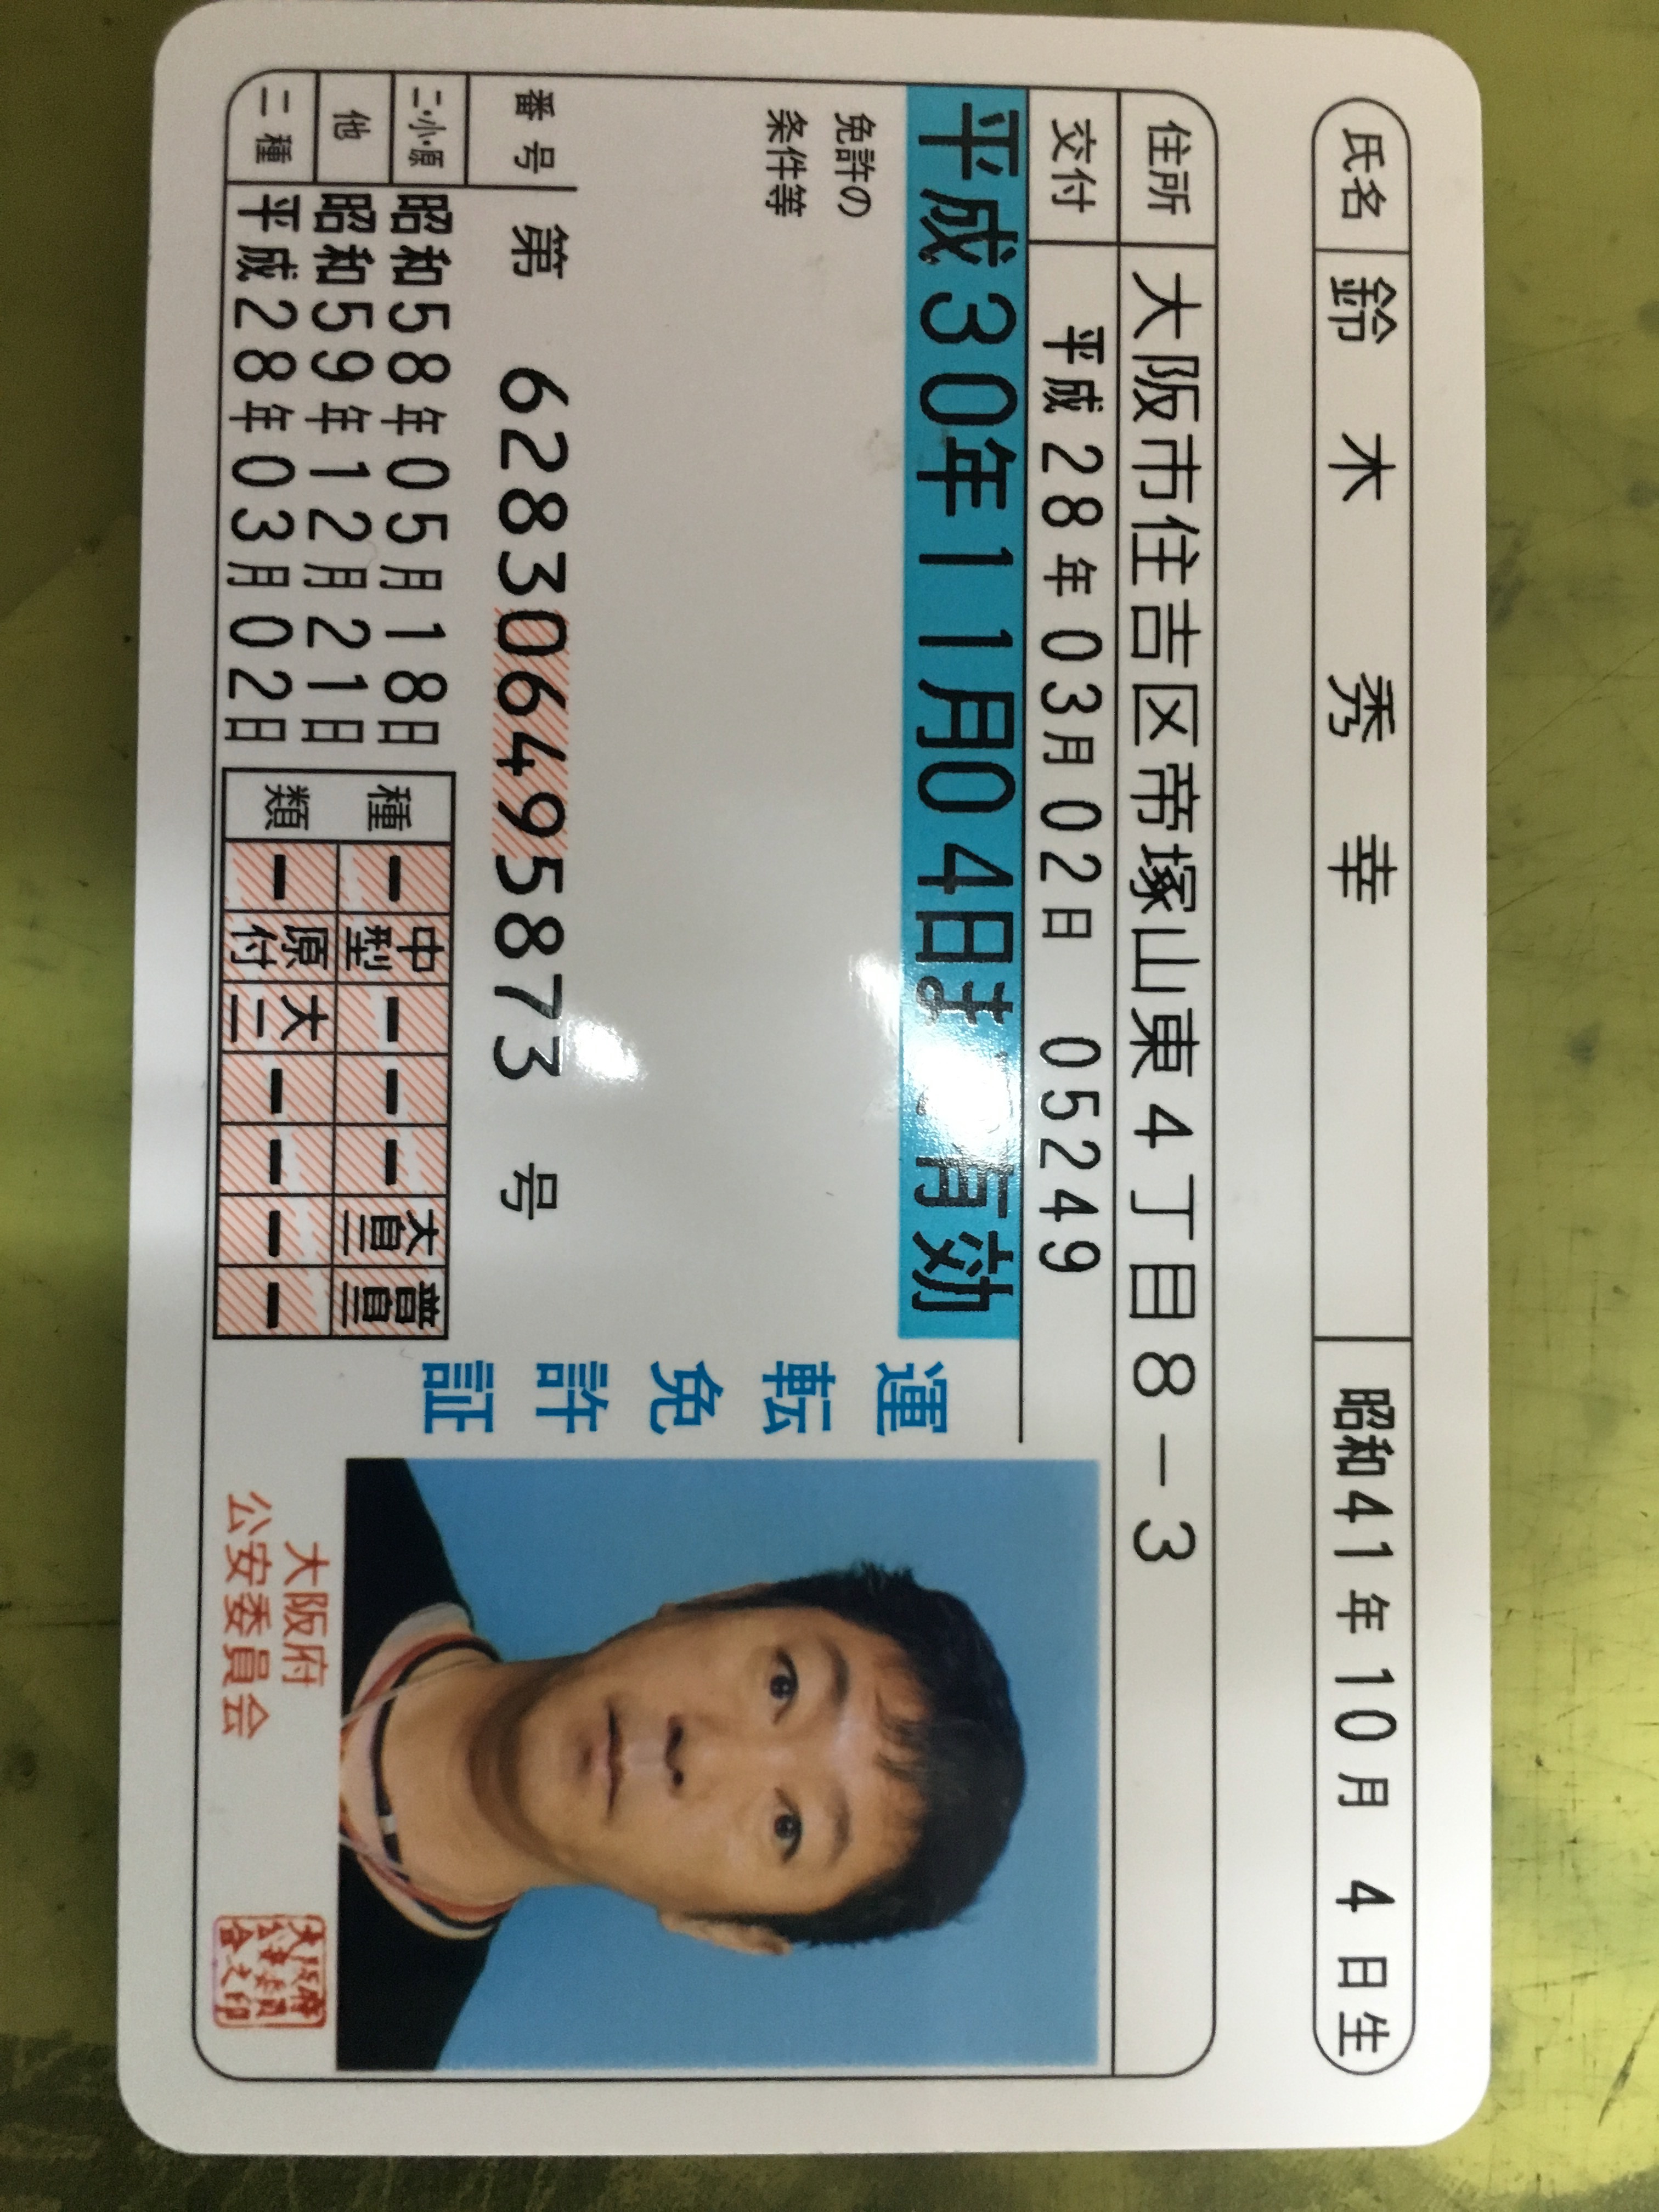 氏名 鈴木 秀幸 昭和41年10月 4日生
住所 大阪市住吉区帝塚山東4丁目8-3
交付 平成28年03月02日 05249
平成30年11月04日まで有効
免許の
条件等
運転免許証
番号 第 628306495873 号
二・小・原 昭和58年05月18日
他 昭和59年12月21日
二種 平成28年03月02日
種類 ー 中型 ー ー ー 大自二 普自二
ー 原付 大二 ー ー ー ー
大阪府
公安委員会